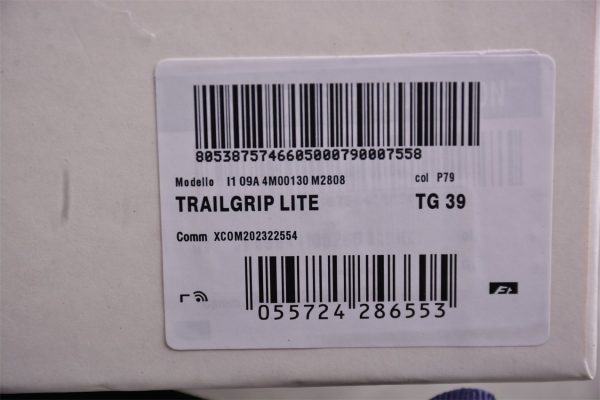 8053875746605000790007558
Modello I1 09A 4M00130 M2808 col P79
TRAILGRIP LITE TG 39
Comm XCOM202322554
055724 286553